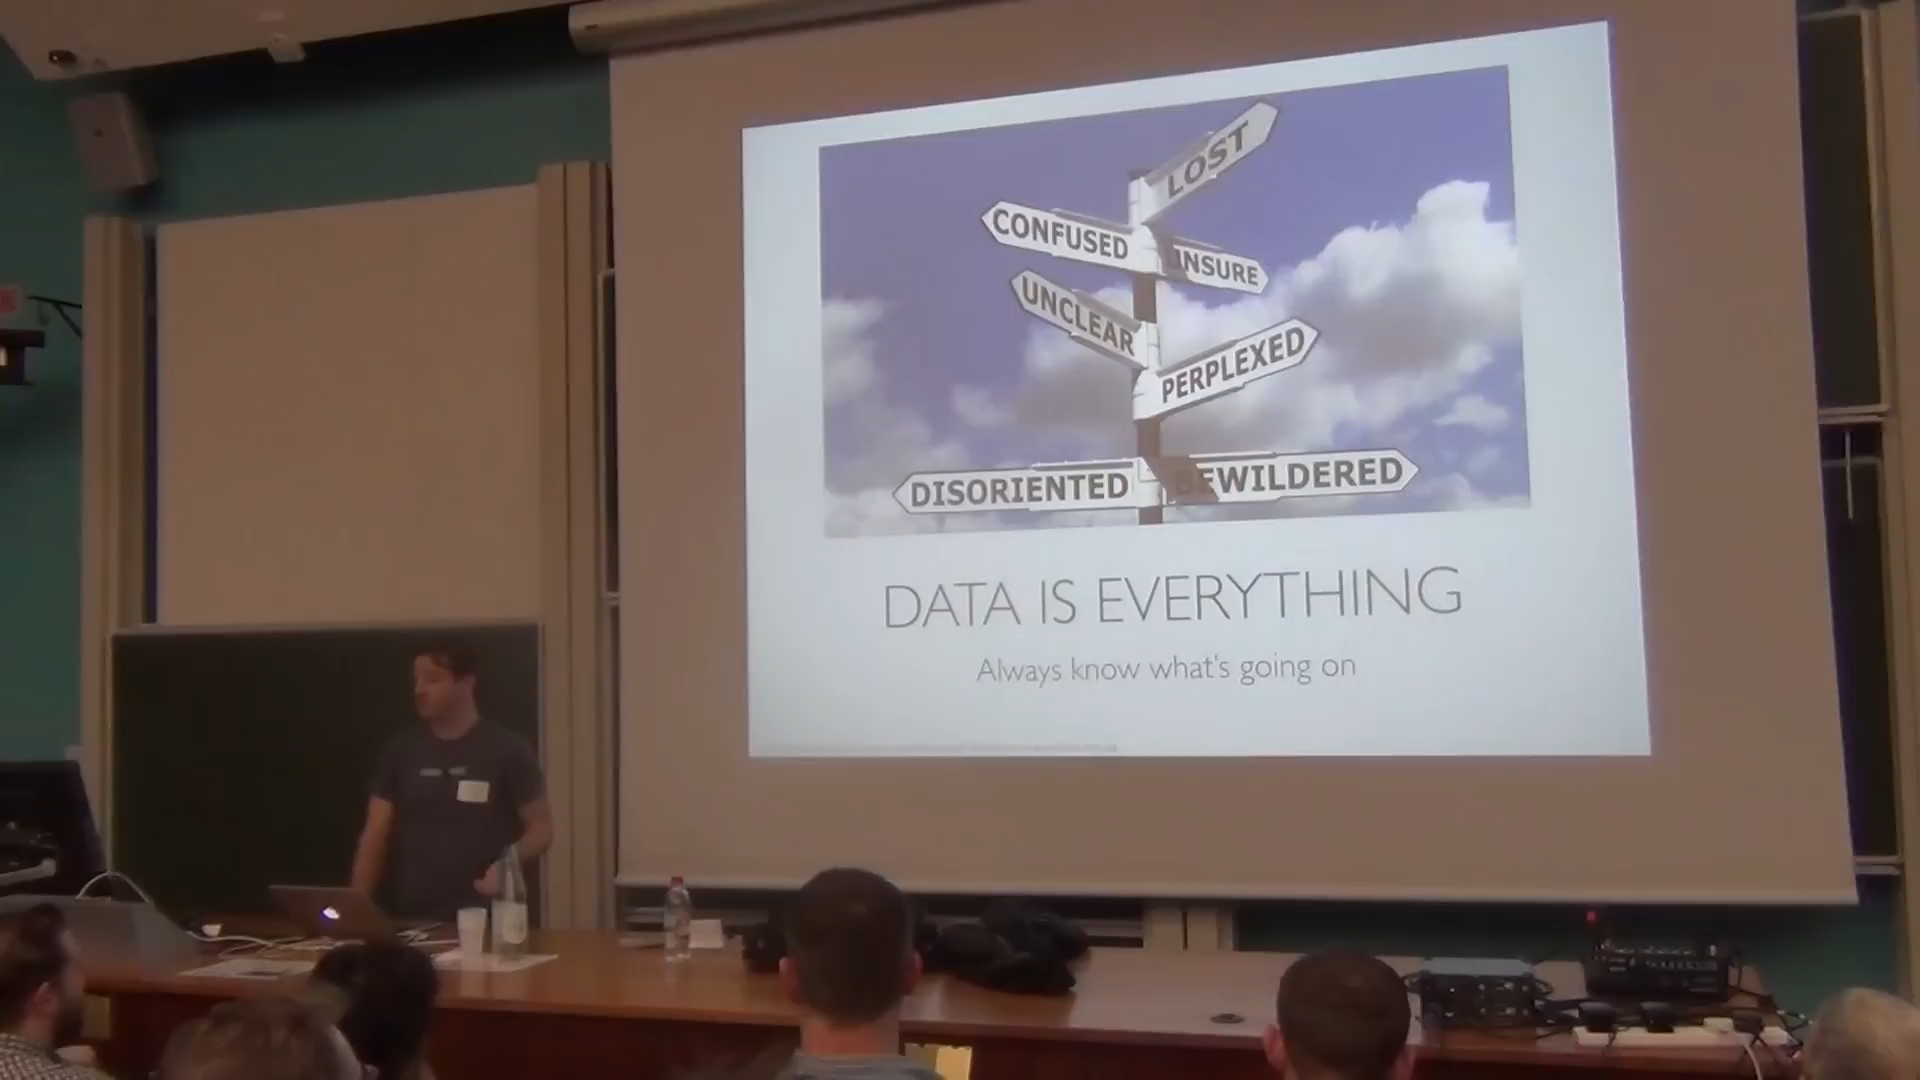 LOST
CONFUSED
UNSURE
UNCLEAR
PERPLEXED
DISORIENTED
BEWILDERED
DATA IS EVERYTHING
Always know what's going on